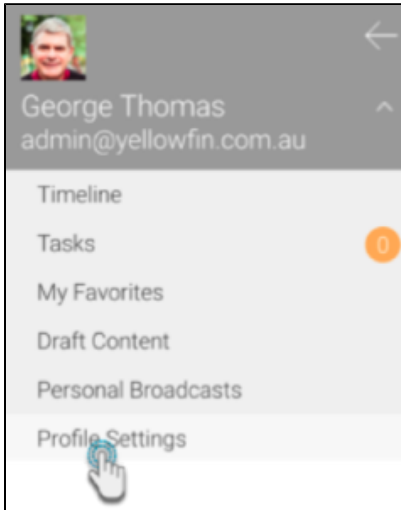 George Thomas
admin@yellowfin.com.au
Timeline
Tasks
0
My Favorites
Draft Content
Personal Broadcasts
Profile Settings